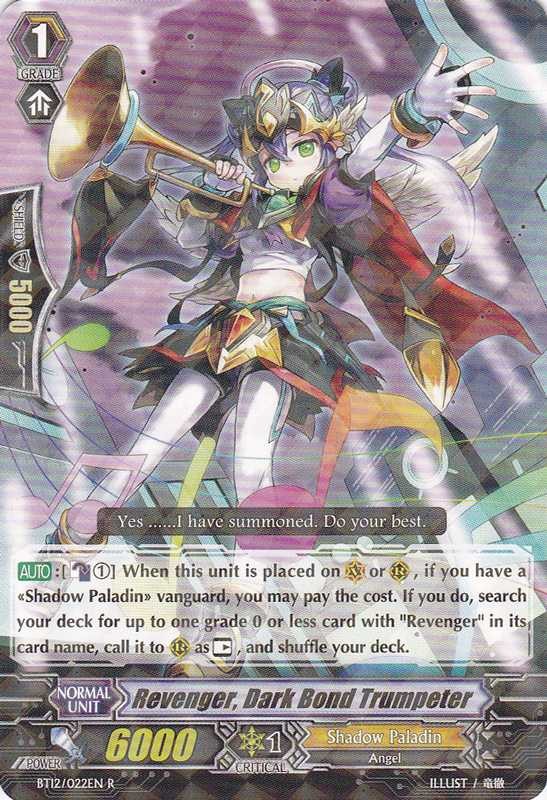 1
GRADE
SHIELD
5000
Yes ......I have summoned. Do your best.
AUTO :[ ①] When this unit is placed on V or R , if you have a
«Shadow Paladin» vanguard, you may pay the cost. If you do, search
your deck for up to one grade 0 or less card with "Revenger" in its
card name, call it to R as , and shuffle your deck.
NORMAL
UNIT
Revenger, Dark Bond Trumpeter
POWER
6000
1
CRITICAL
Shadow Paladin
Angel
BT12/022EN R
ILLUST / 竜徹